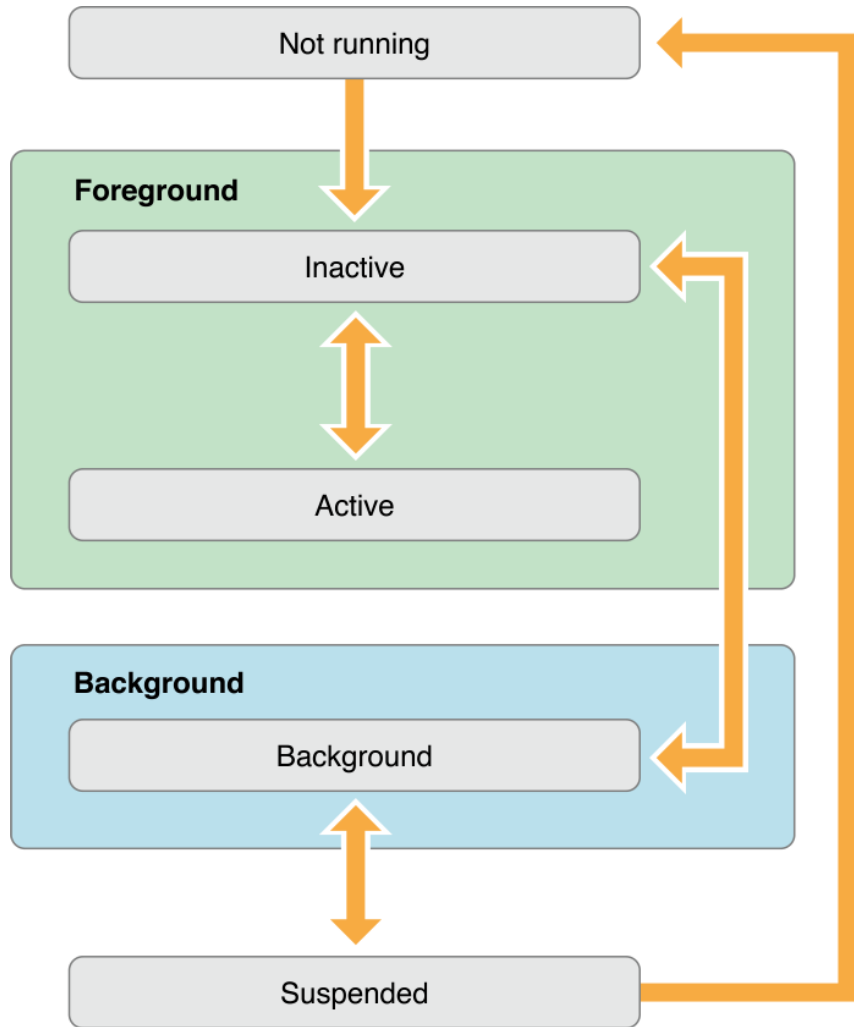 Not running
Foreground
Inactive
Active
Background
Background
Suspended